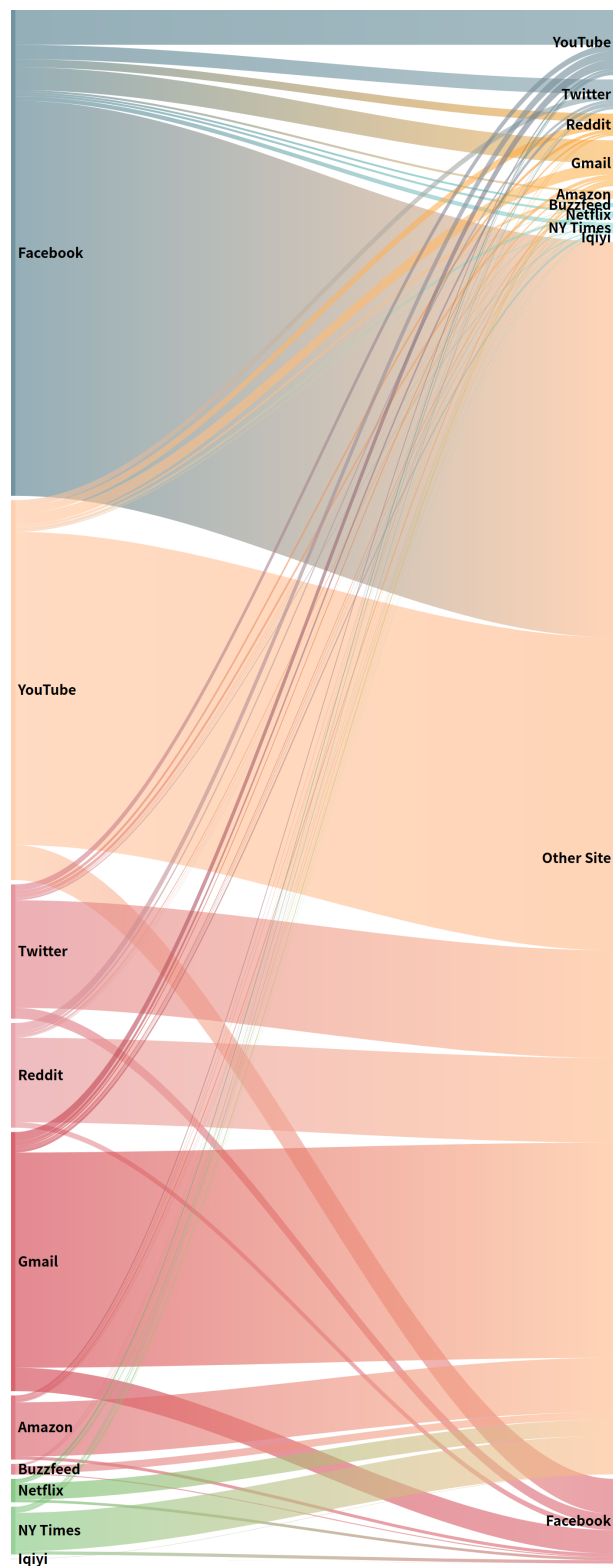 YouTube
Twitter
Reddit
Gmail
Amazon
Buzzfeed
Netflix
NY Times
Iqiyi
Facebook
YouTube
Other Site
Twitter
Reddit
Gmail
Amazon
Buzzfeed
Netflix
Facebook
NY Times
Iqiyi